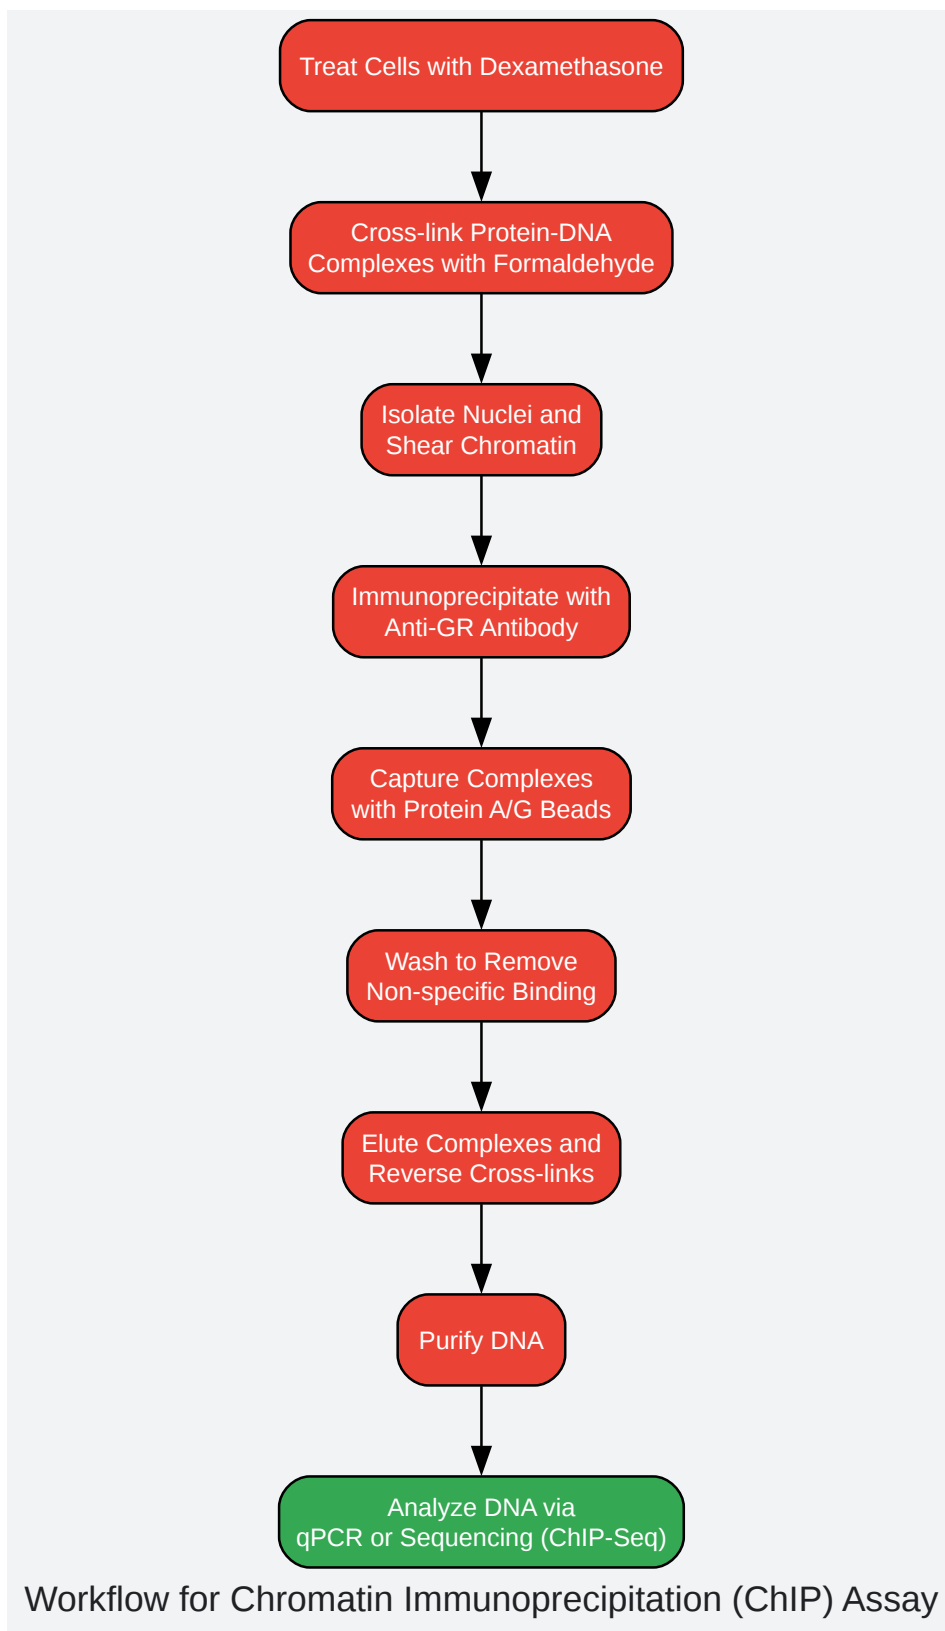 Treat Cells with Dexamethasone
Cross-link Protein-DNA
Complexes with Formaldehyde
Isolate Nuclei and
Shear Chromatin
Immunoprecipitate with
Anti-GR Antibody
Capture Complexes
with Protein A/G Beads
Wash to Remove
Non-specific Binding
Elute Complexes and
Reverse Cross-links
Purify DNA
Analyze DNA via
qPCR or Sequencing (ChIP-Seq)
Workflow for Chromatin Immunoprecipitation (ChIP) Assay